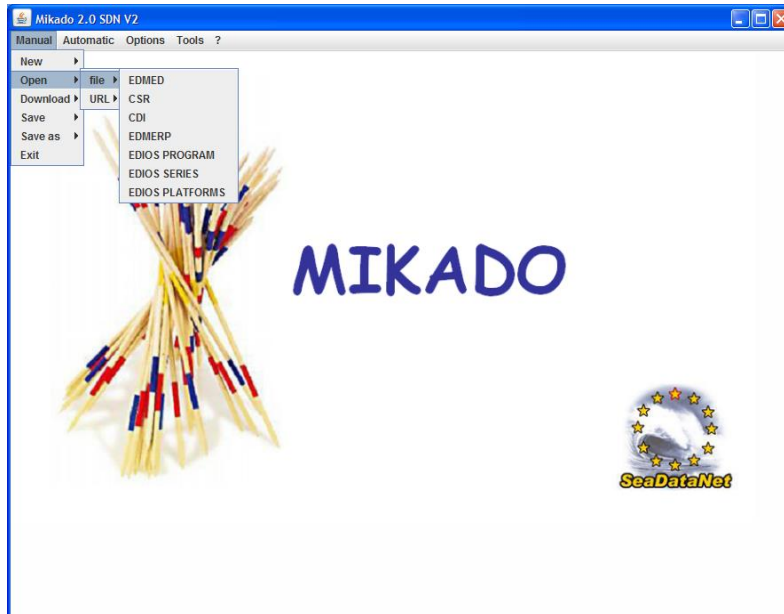 Mikado 2.0 SDN V2
Manual Automatic Options Tools ?
New
Open
Download
Save
Save as
Exit
file
URL
EDMED
CSR
CDI
EDMERP
EDIOS PROGRAM
EDIOS SERIES
EDIOS PLATFORMS
MIKADO
SeaDataNet